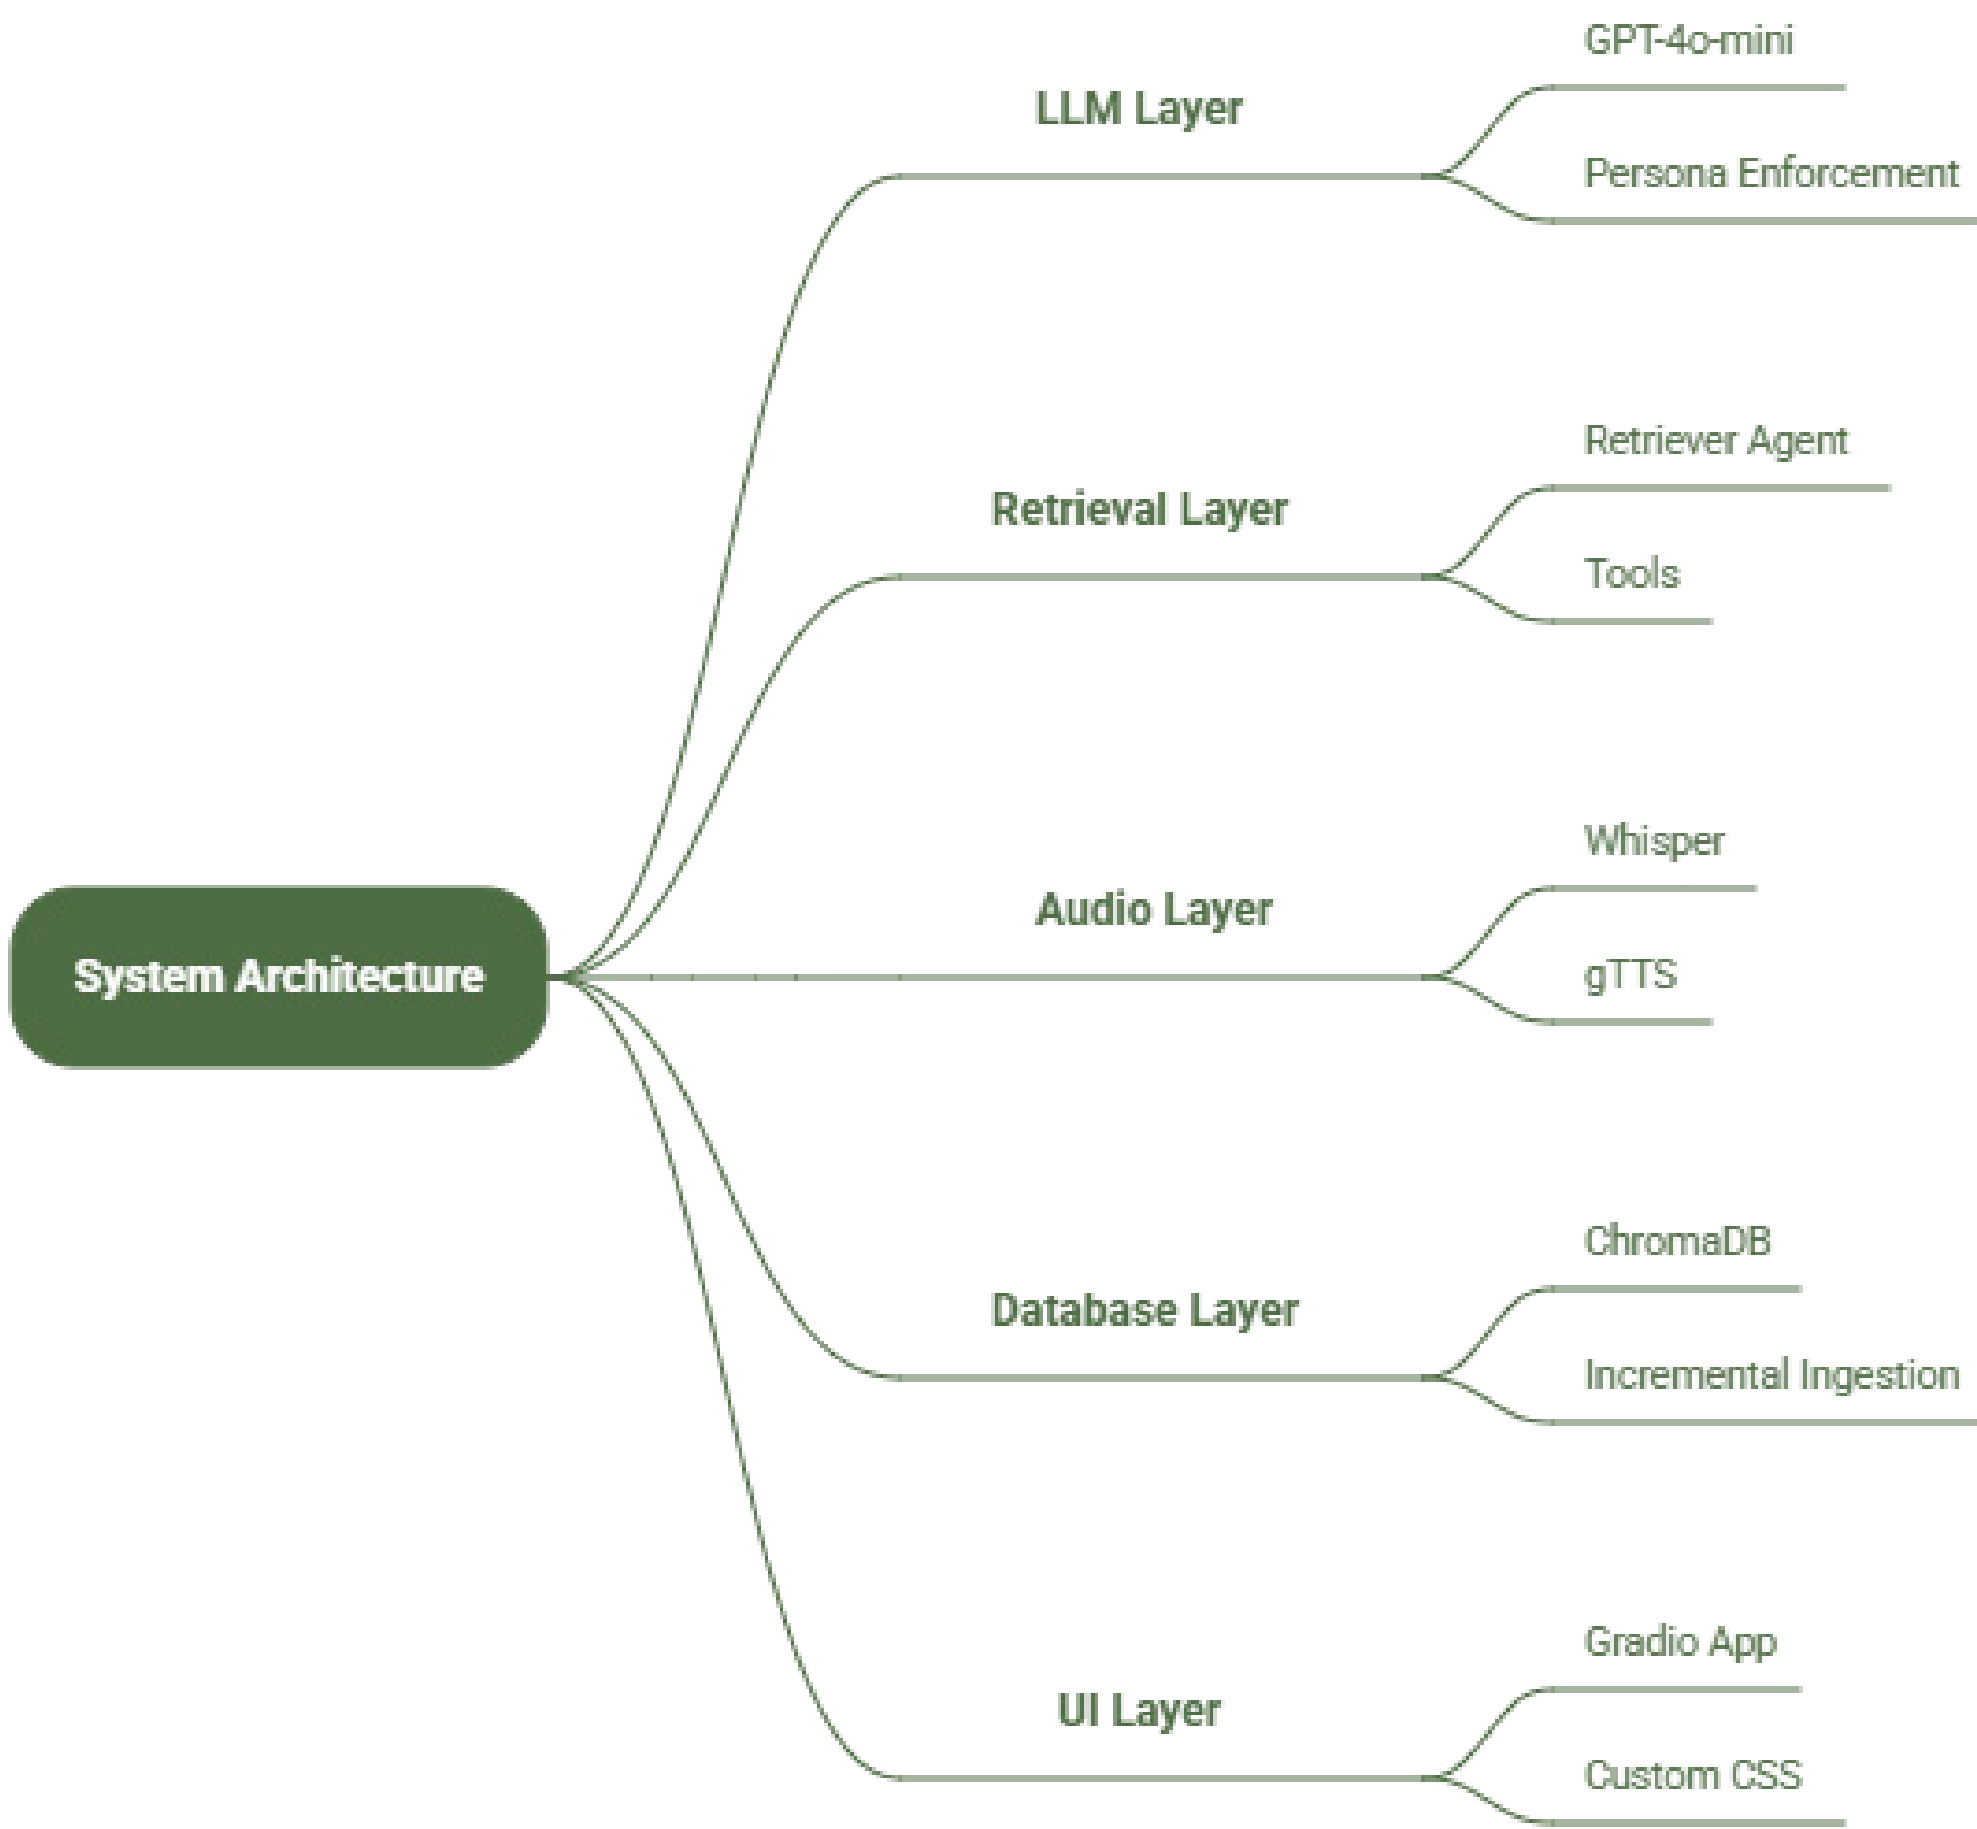 System Architecture
LLM Layer
GPT-4o-mini
Persona Enforcement
Retrieval Layer
Retriever Agent
Tools
Audio Layer
Whisper
gTTS
Database Layer
ChromaDB
Incremental Ingestion
UI Layer
Gradio App
Custom CSS